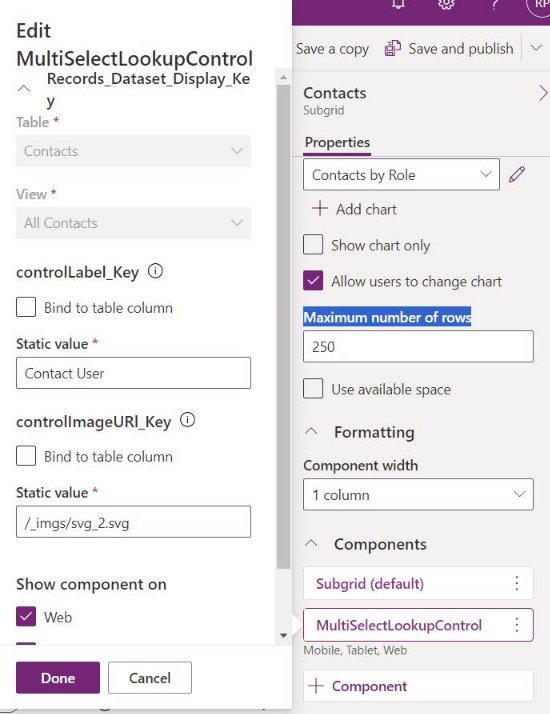 Edit
MultiSelectLookupControl
Records_Dataset_Display_Ke
y
Table *
Contacts
View *
All Contacts
controlLabel_Key
Bind to table column
Static value *
Contact User
controlImageURl_Key
Bind to table column
Static value *
/_imgs/svg_2.svg
Show component on
Web
Done
Cancel
RP
Save a copy
Save and publish
Contacts
Subgrid
Properties
Contacts by Role
Add chart
Show chart only
Allow users to change chart
Maximum number of rows
250
Use available space
Formatting
Component width
1 column
Components
Subgrid (default)
MultiSelectLookupControl
Mobile, Tablet, Web
Component